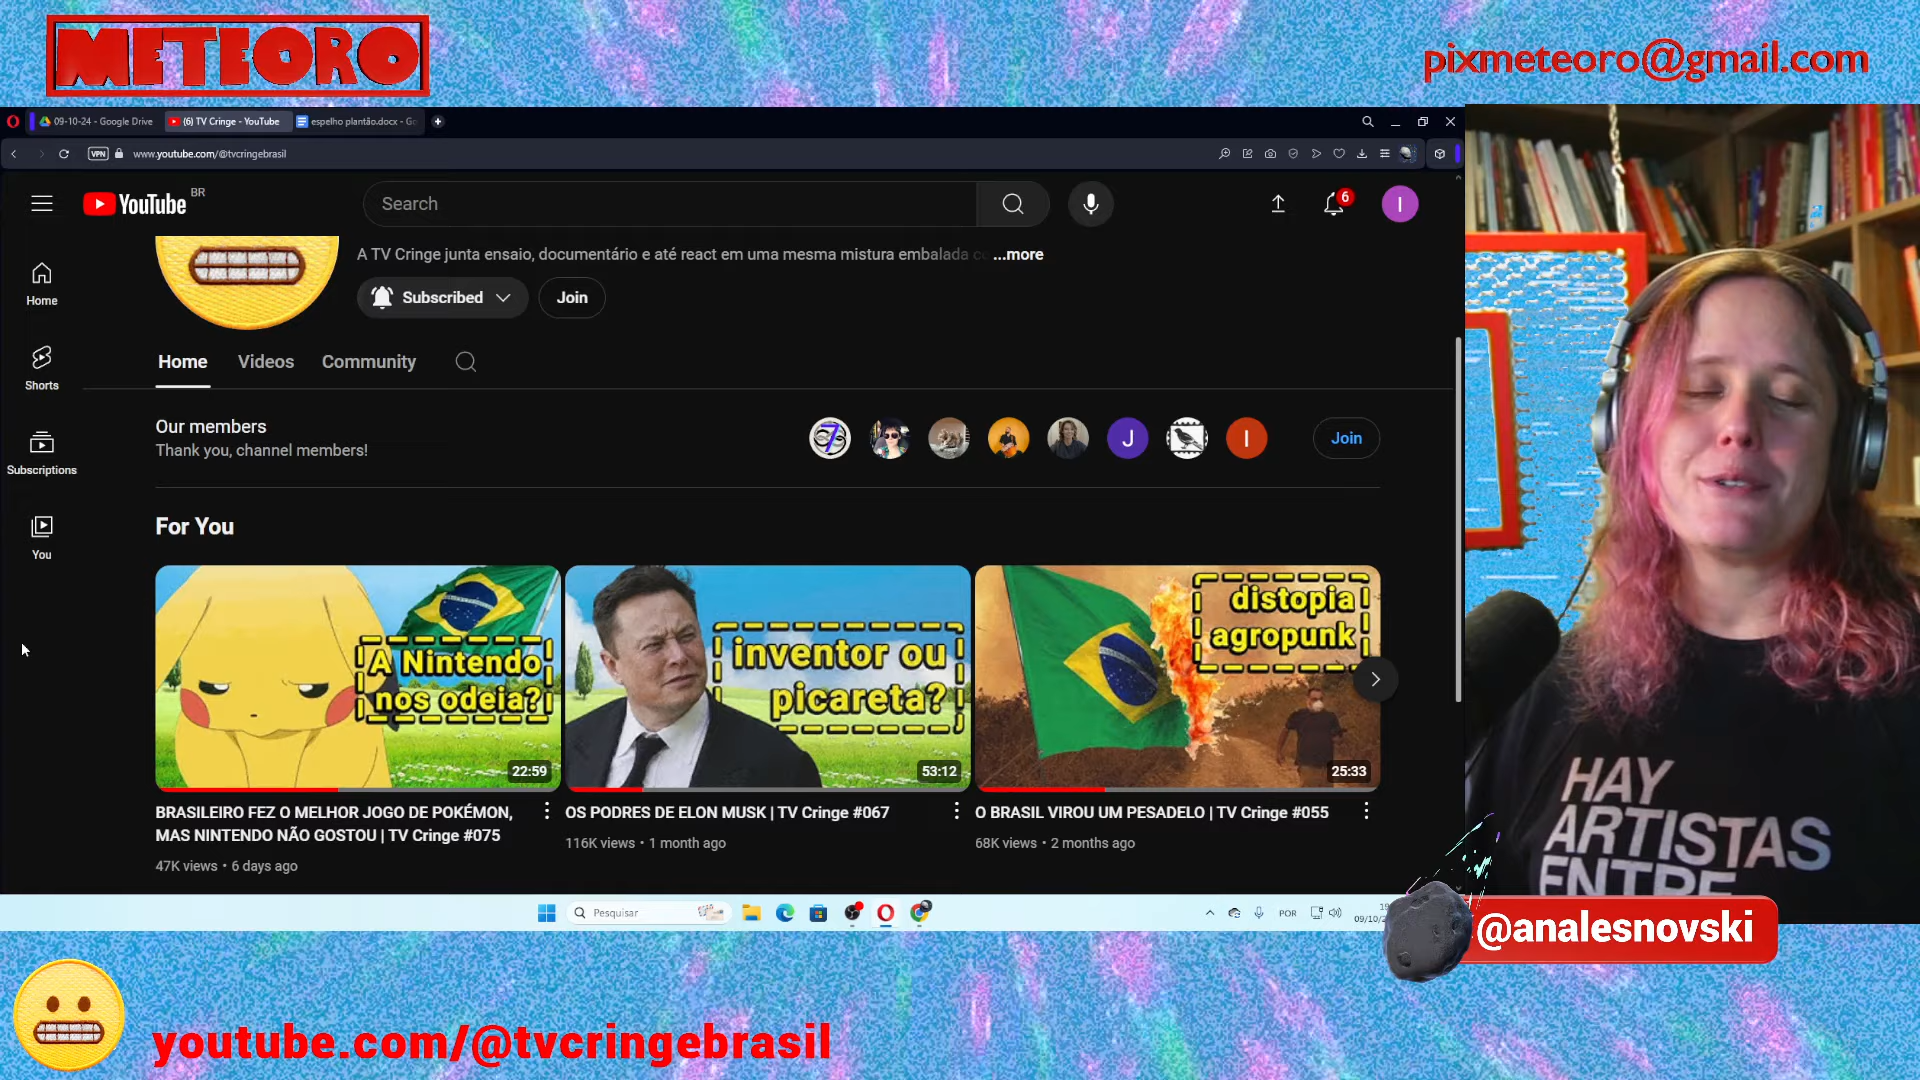 METEORO
pixmeteoro@gmail.com
09-10-24 - Google Drive
(6) TV Cringe - YouTube
espelho plantão.docx - Go
VPN
www.youtube.com/@tvcringebrasil
YouTube BR
Search
6
I
A TV Cringe junta ensaio, documentário e até react em uma mesma mistura embalada
...more
Subscribed
Join
Home
Shorts
Subscriptions
You
Home
Videos
Community
Our members
Thank you, channel members!
7
J
I
Join
For You
A Nintendo
nos odeia?
22:59
inventor ou
picareta?
53:12
distopia
agropunk
25:33
BRASILEIRO FEZ O MELHOR JOGO DE POKÉMON,
MAS NINTENDO NÃO GOSTOU | TV Cringe #075
47K views • 6 days ago
OS PODRES DE ELON MUSK | TV Cringe #067
116K views • 1 month ago
O BRASIL VIROU UM PESADELO | TV Cringe #055
68K views • 2 months ago
HAY
ARTISTAS
ENTRE
Pesquisar
POR
@analesnovski
youtube.com/@tvcringebrasil